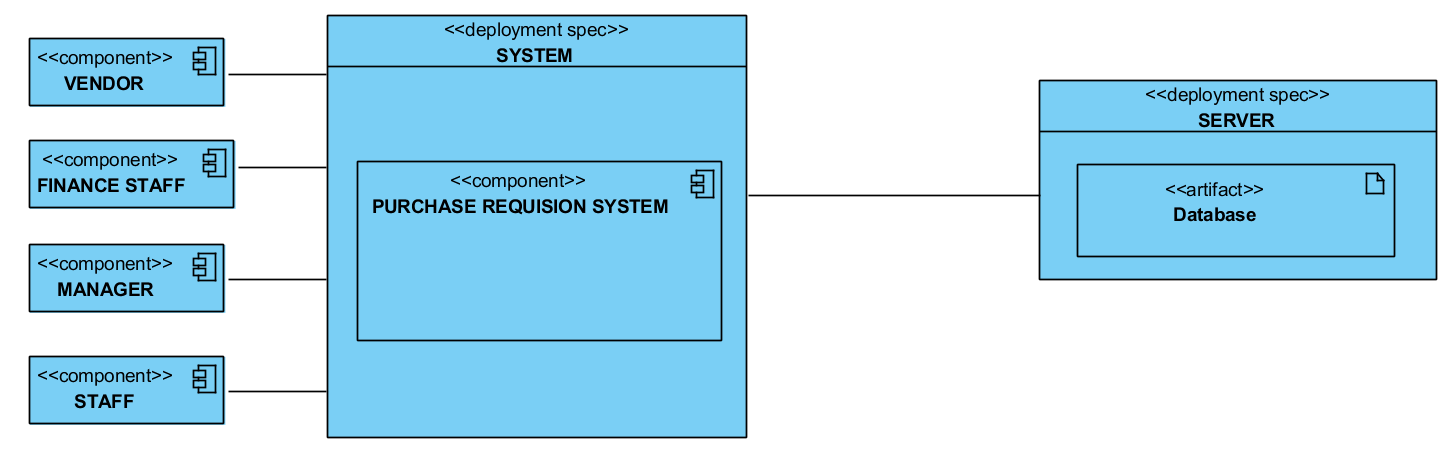 <<component>>
VENDOR
<<component>>
FINANCE STAFF
<<component>>
MANAGER
<<component>>
STAFF
<<deployment spec>>
SYSTEM
<<component>>
PURCHASE REQUISION SYSTEM
<<deployment spec>>
SERVER
<<artifact>>
Database